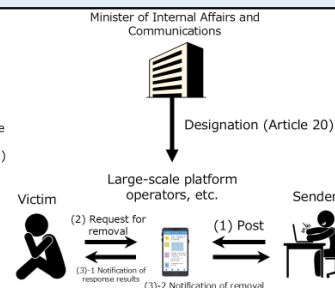 Minister of Internal Affairs and
Communications
Designation (Article 20)
Large-scale platform
operators, etc.
Victim
Sender
(2) Request for
removal
(1) Post
(3)-1 Notification of
response results
(3)-2 Notification of removal